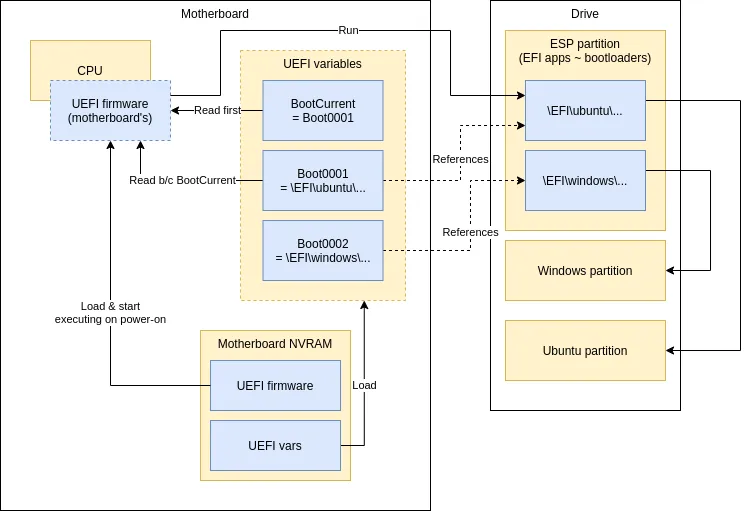 Motherboard
Drive
Run
CPU
UEFI firmware
(motherboard's)
UEFI variables
Read first
BootCurrent
= Boot0001
Read b/c BootCurrent
Boot0001
= \EFI\ubuntu\...
Boot0002
= \EFI\windows\...
References
References
ESP partition
(EFI apps ~ bootloaders)
\EFI\ubuntu\...
\EFI\windows\...
Windows partition
Ubuntu partition
Load & start
executing on power-on
Motherboard NVRAM
UEFI firmware
UEFI vars
Load